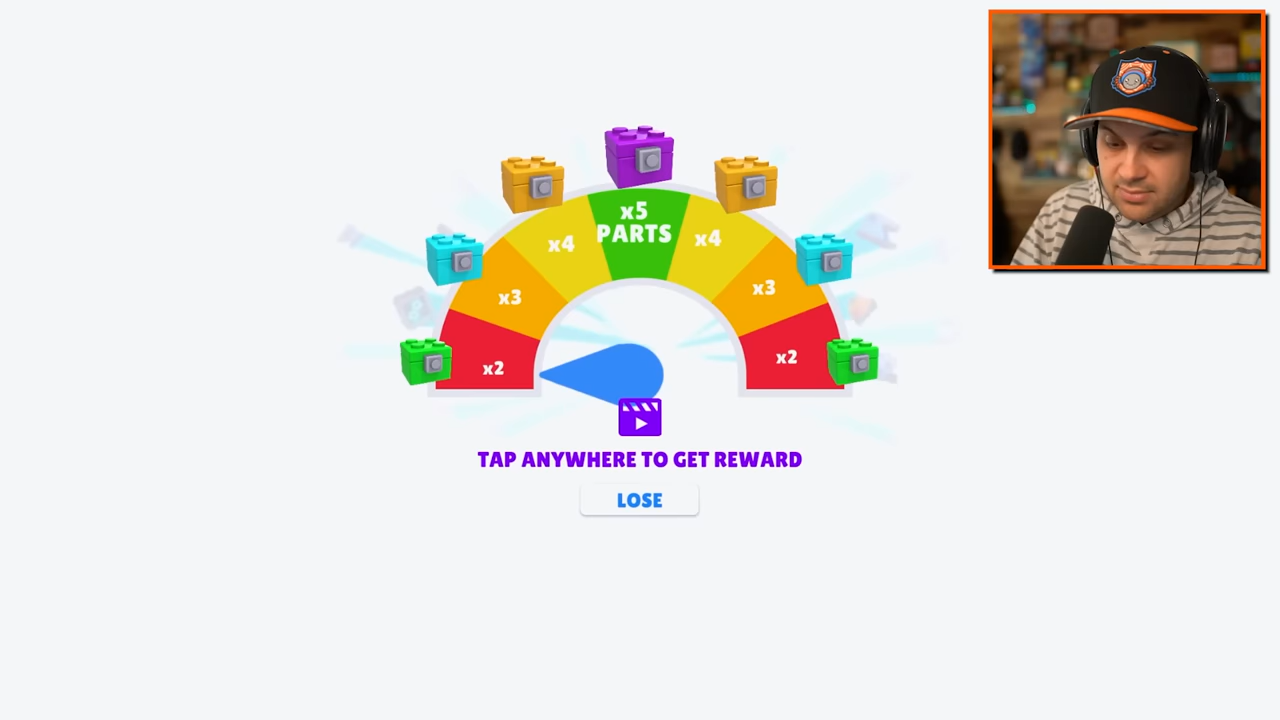 x5
PARTS
x4
x4
x3
x3
x2
x2
TAP ANYWHERE TO GET REWARD
LOSE